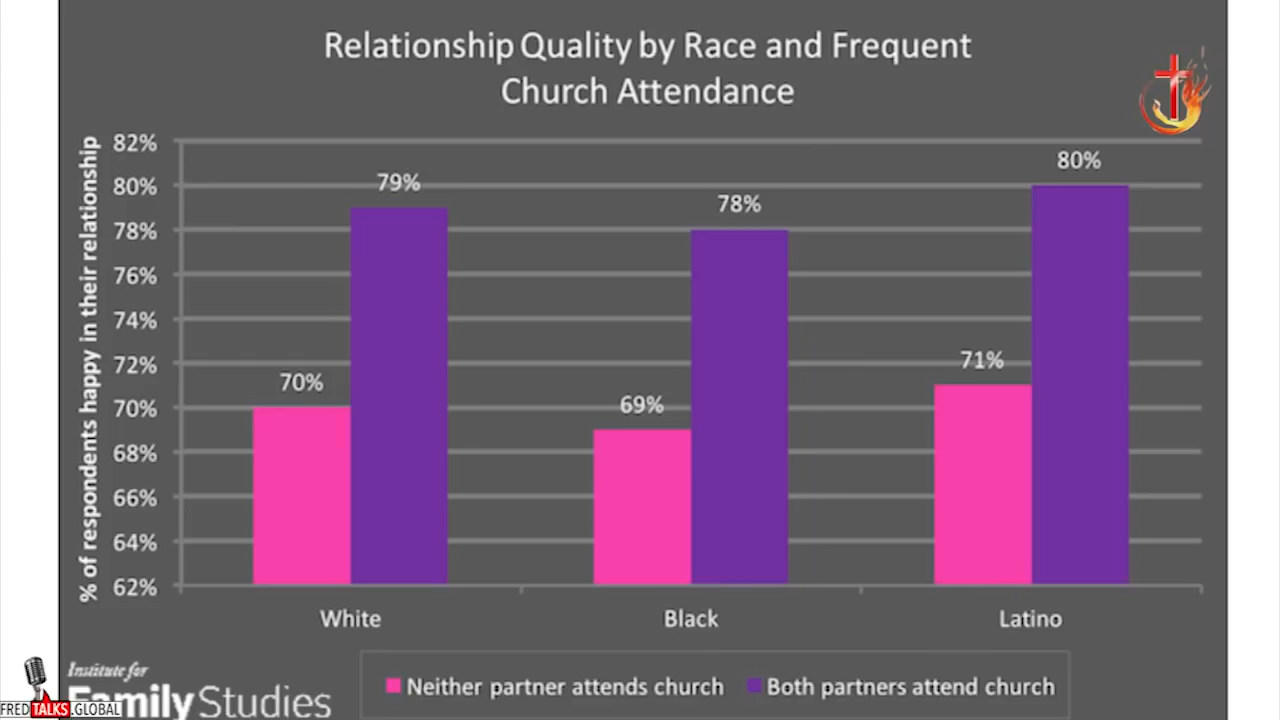 Relationship Quality by Race and Frequent
Church Attendance
% of respondents happy in their relationship
82%
80%
78%
76%
74%
72%
70%
68%
66%
64%
62%
70%
79%
69%
78%
71%
80%
White
Black
Latino
Neither partner attends church
Both partners attend church
Institute for
Family Studies
FREDTALKS.GLOBAL